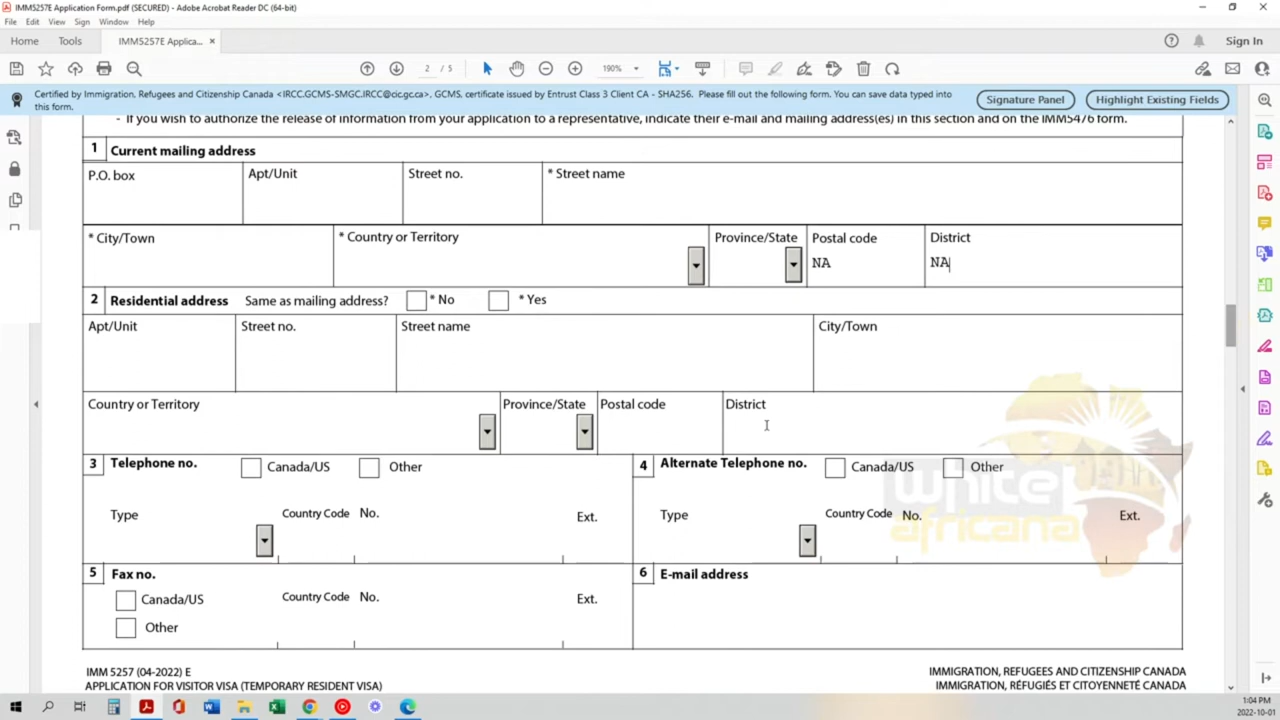 IMM5257E Application Form.pdf (SECURED) - Adobe Acrobat Reader DC (64-bit)
File Edit View Sign Window Help
Home Tools IMM5257E Applica... × Sign In
2 / 5 190%
Certified by Immigration, Refugees and Citizenship Canada <IRCC.GCMS-SMGC.IRCC@cic.gc.ca>, GCMS, certificate issued by Entrust Class 3 Client CA - SHA256. Please fill out the following form. You can save data typed into
this form.
Signature Panel Highlight Existing Fields
- If you wish to authorize the release of information from your application to a representative, indicate their e-mail and mailing address(es) in this section and on the IMM5476 form.
1 Current mailing address
P.O. box Apt/Unit Street no. * Street name
* City/Town * Country or Territory Province/State Postal code District
NA NA
2 Residential address Same as mailing address? * No * Yes
Apt/Unit Street no. Street name City/Town
Country or Territory Province/State Postal code District
3 Telephone no. Canada/US Other 4 Alternate Telephone no. Canada/US Other
Type Country Code No. Ext. Type Country Code No. Ext.
white
africana
5 Fax no. 6 E-mail address
Canada/US Country Code No. Ext.
Other
IMM 5257 (04-2022) E IMMIGRATION, REFUGEES AND CITIZENSHIP CANADA
APPLICATION FOR VISITOR VISA (TEMPORARY RESIDENT VISA) IMMIGRATION, RÉFUGIÉS ET CITOYENNETÉ CANADA
1:04 PM
2022-10-01